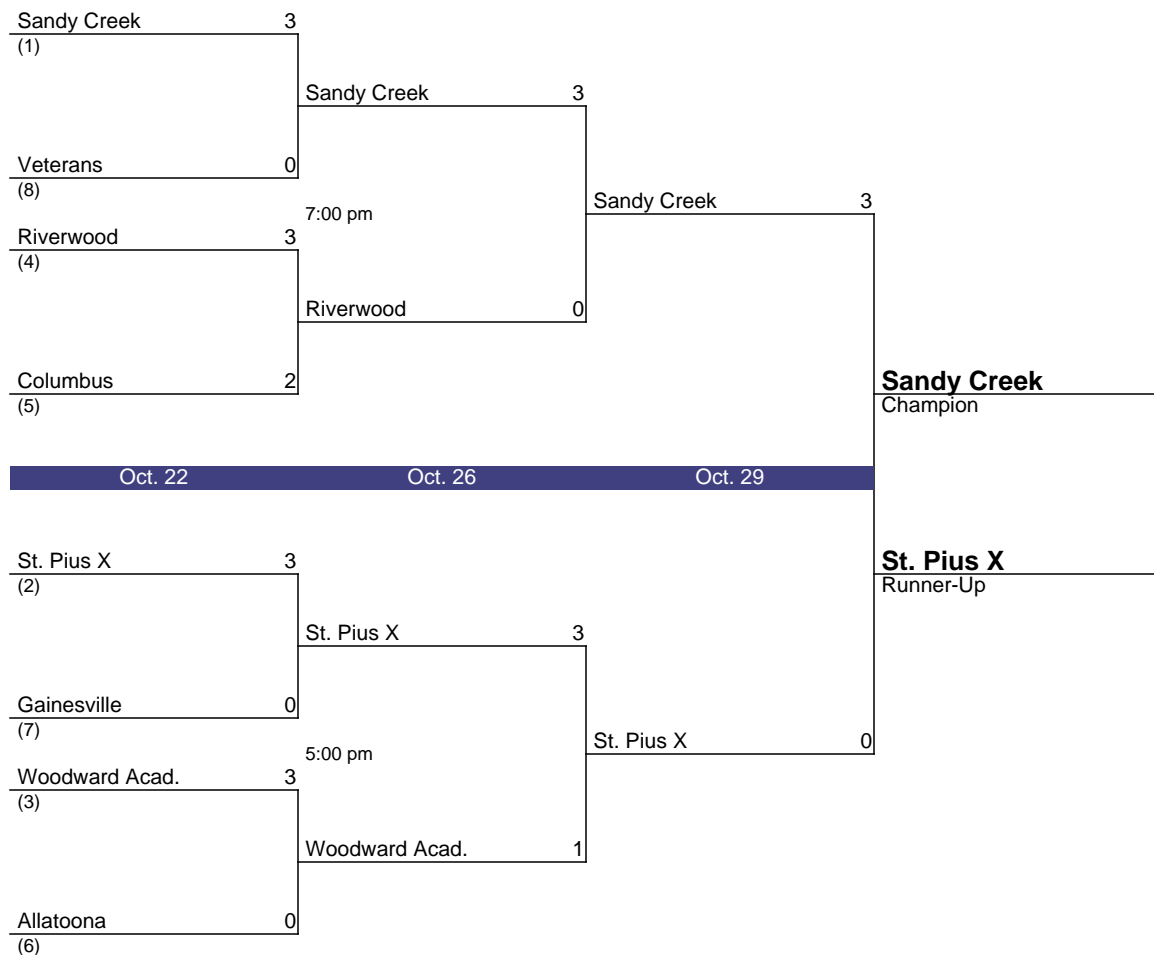 Sandy Creek 3
(1)
Sandy Creek 3
Veterans 0
(8)
Sandy Creek 3
7:00 pm
Riverwood 3
(4)
Riverwood 0
Columbus 2
(5)
Sandy Creek
Champion
Oct. 22 Oct. 26 Oct. 29
St. Pius X 3
(2)
St. Pius X
Runner-Up
St. Pius X 3
Gainesville 0
(7)
St. Pius X 0
5:00 pm
Woodward Acad. 3
(3)
Woodward Acad. 1
Allatoona 0
(6)